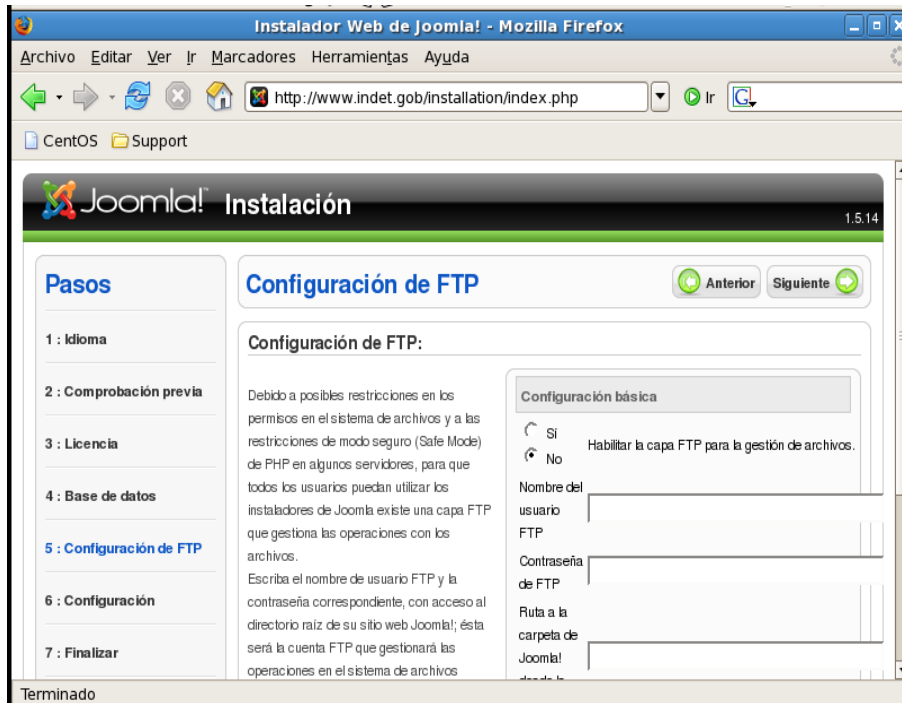 Instalador Web de Joomla! - Mozilla Firefox
Archivo Editar Ver Ir Marcadores Herramientas Ayuda
http://www.indet.gob/installation/index.php
Ir
G
CentOS Support
Joomla! Instalación
1.5.14
Pasos
1 : Idioma
2 : Comprobación previa
3 : Licencia
4 : Base de datos
5 : Configuración de FTP
6 : Configuración
7 : Finalizar
Configuración de FTP
Anterior
Siguiente
Configuración de FTP:
Debido a posibles restricciones en los
permisos en el sistema de archivos y a las
restricciones de modo seguro (Safe Mode)
de PHP en algunos servidores, para que
todos los usuarios puedan utilizar los
instaladores de Joomla existe una capa FTP
que gestiona las operaciones con los
archivos.
Escriba el nombre de usuario FTP y la
contraseña correspondiente, con acceso al
directorio raíz de su sitio web Joomla!; ésta
será la cuenta FTP que gestionará las
operaciones en el sistema de archivos
Configuración básica
Sí
No
Habilitar la capa FTP para la gestión de archivos.
Nombre del
usuario
FTP
Contraseña
de FTP
Ruta a la
carpeta de
Joomla!
Terminado